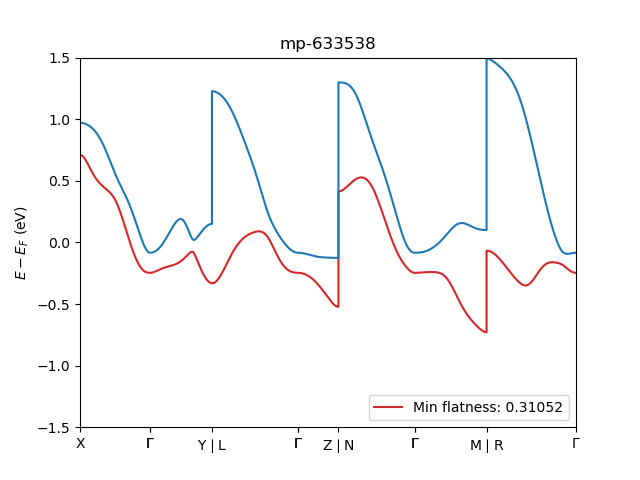 mp-633538
1.5
1.0
0.5
0.0
−0.5
−1.0
−1.5
E − E_F (eV)
Min flatness: 0.31052
X Γ Y | L Γ Z | N Γ M | R Γ